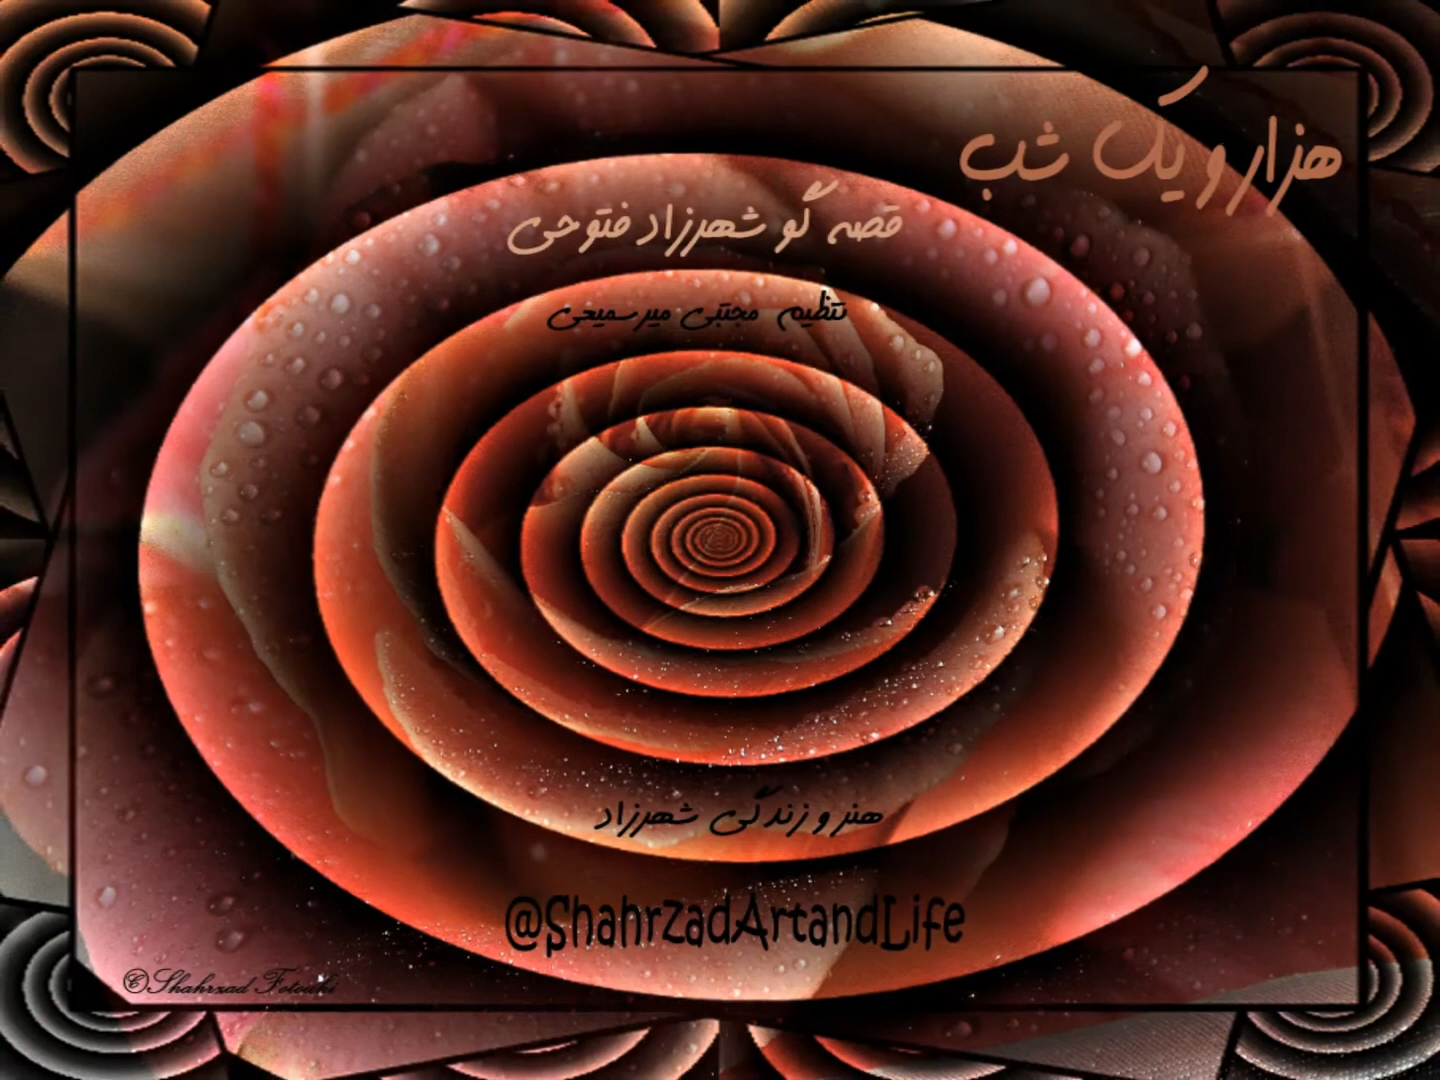 هزار و یک شب
قصه گو شهرزاد فتوحی
تنظیم مجتبی میرسمیعی
هنر و زندگی شهرزاد
@ShahrzadArtandLife
©Shahrzad Fotouhi